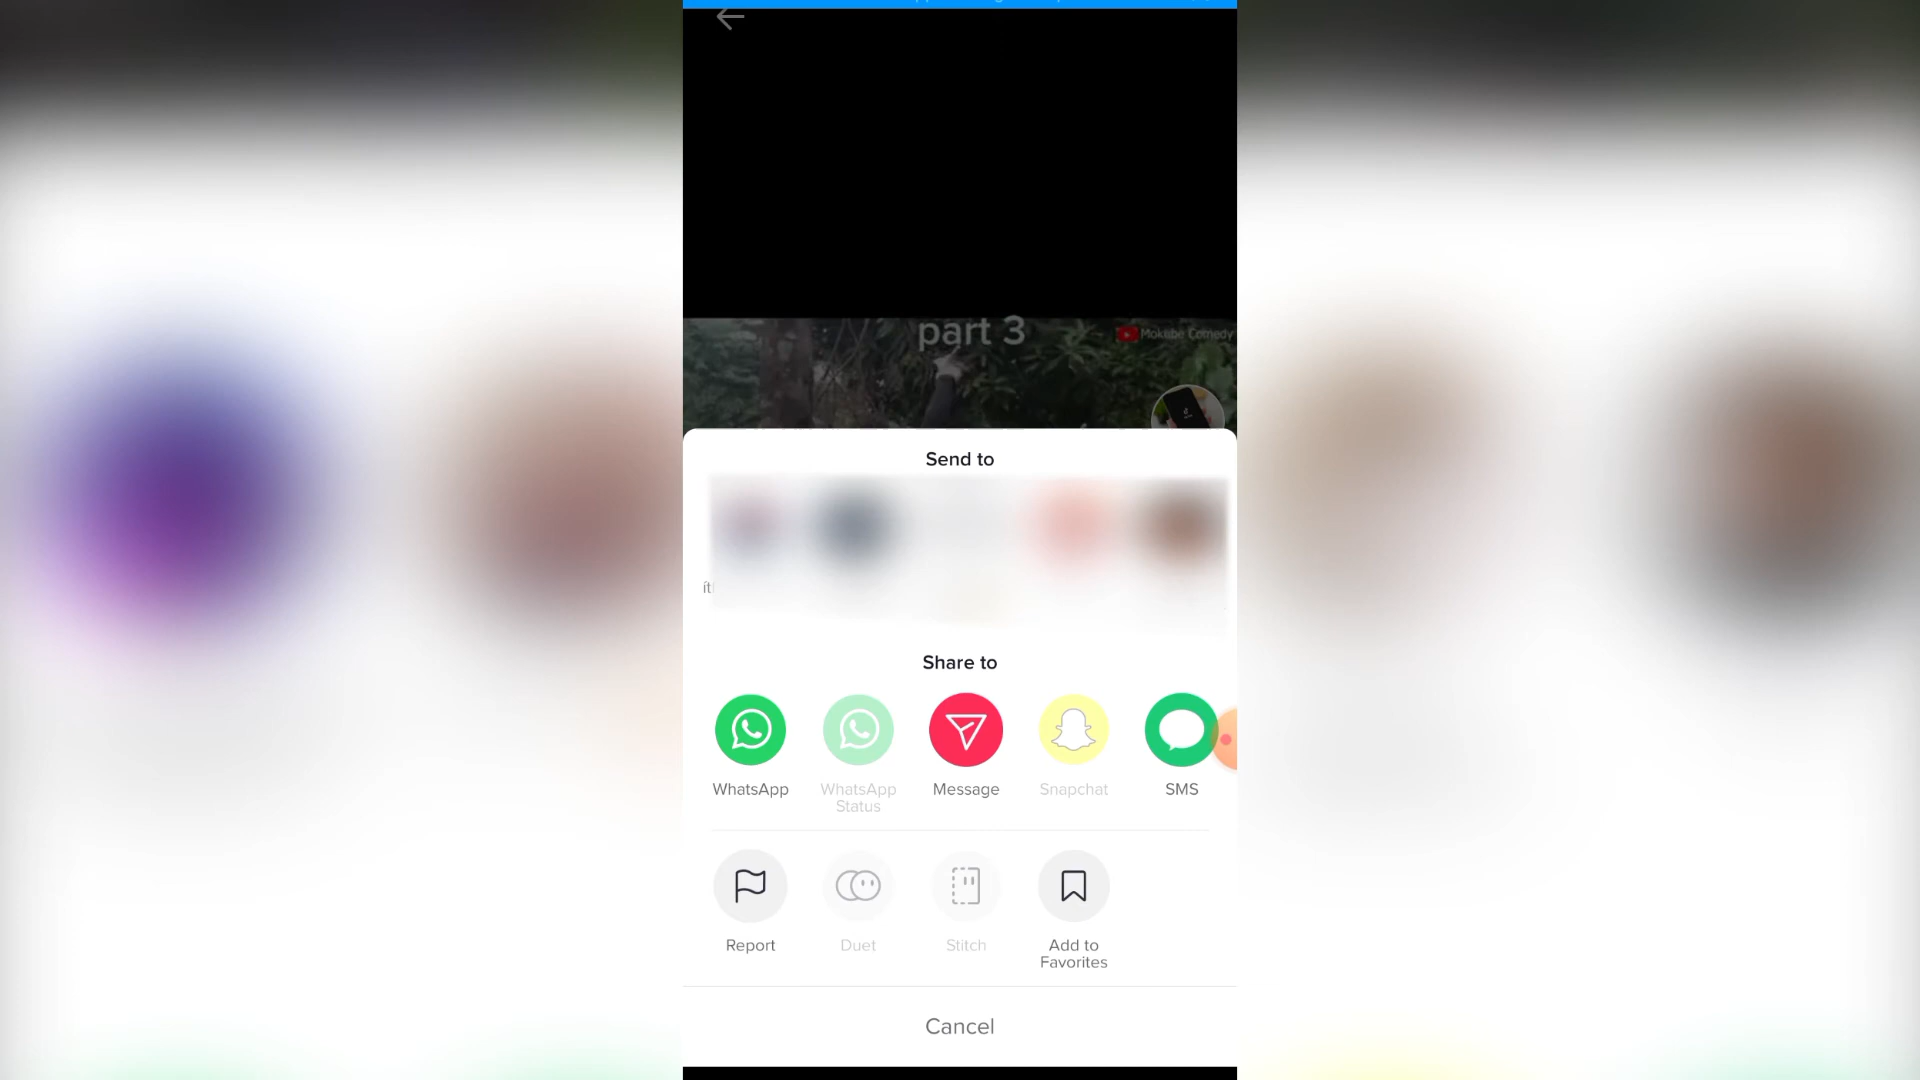 part 3
Mokube Comedy
Send to
Share to
WhatsApp
WhatsApp
Status
Message
Snapchat
SMS
Report
Duet
Stitch
Add to
Favorites
Cancel